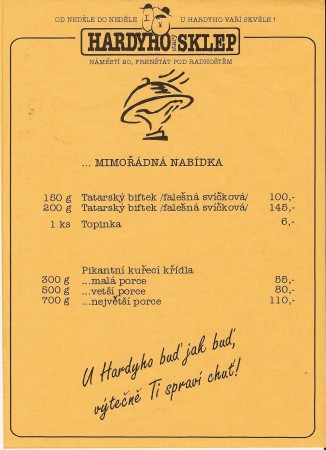 OD NEDĚLE DO NEDĚLE U HARDYHO VAŘÍ SKVĚLE !
HARDYHO starý SKLEP
NÁMĚSTÍ 20, FRENŠTÁT POD RADHOŠTĚM
... MIMOŘÁDNÁ NABÍDKA
150 g Tatarský biftek /falešná svíčková/ 100,-
200 g Tatarský biftek /falešná svíčková/ 145,-
1 ks Topinka 6,-
Pikantní kuřecí křídla
300 g ...malá porce 55,-
500 g ...vetší porce 80,-
700 g ...největší porce 110,-
U Hardyho buď jak buď,
výtečně Ti spraví chuť!